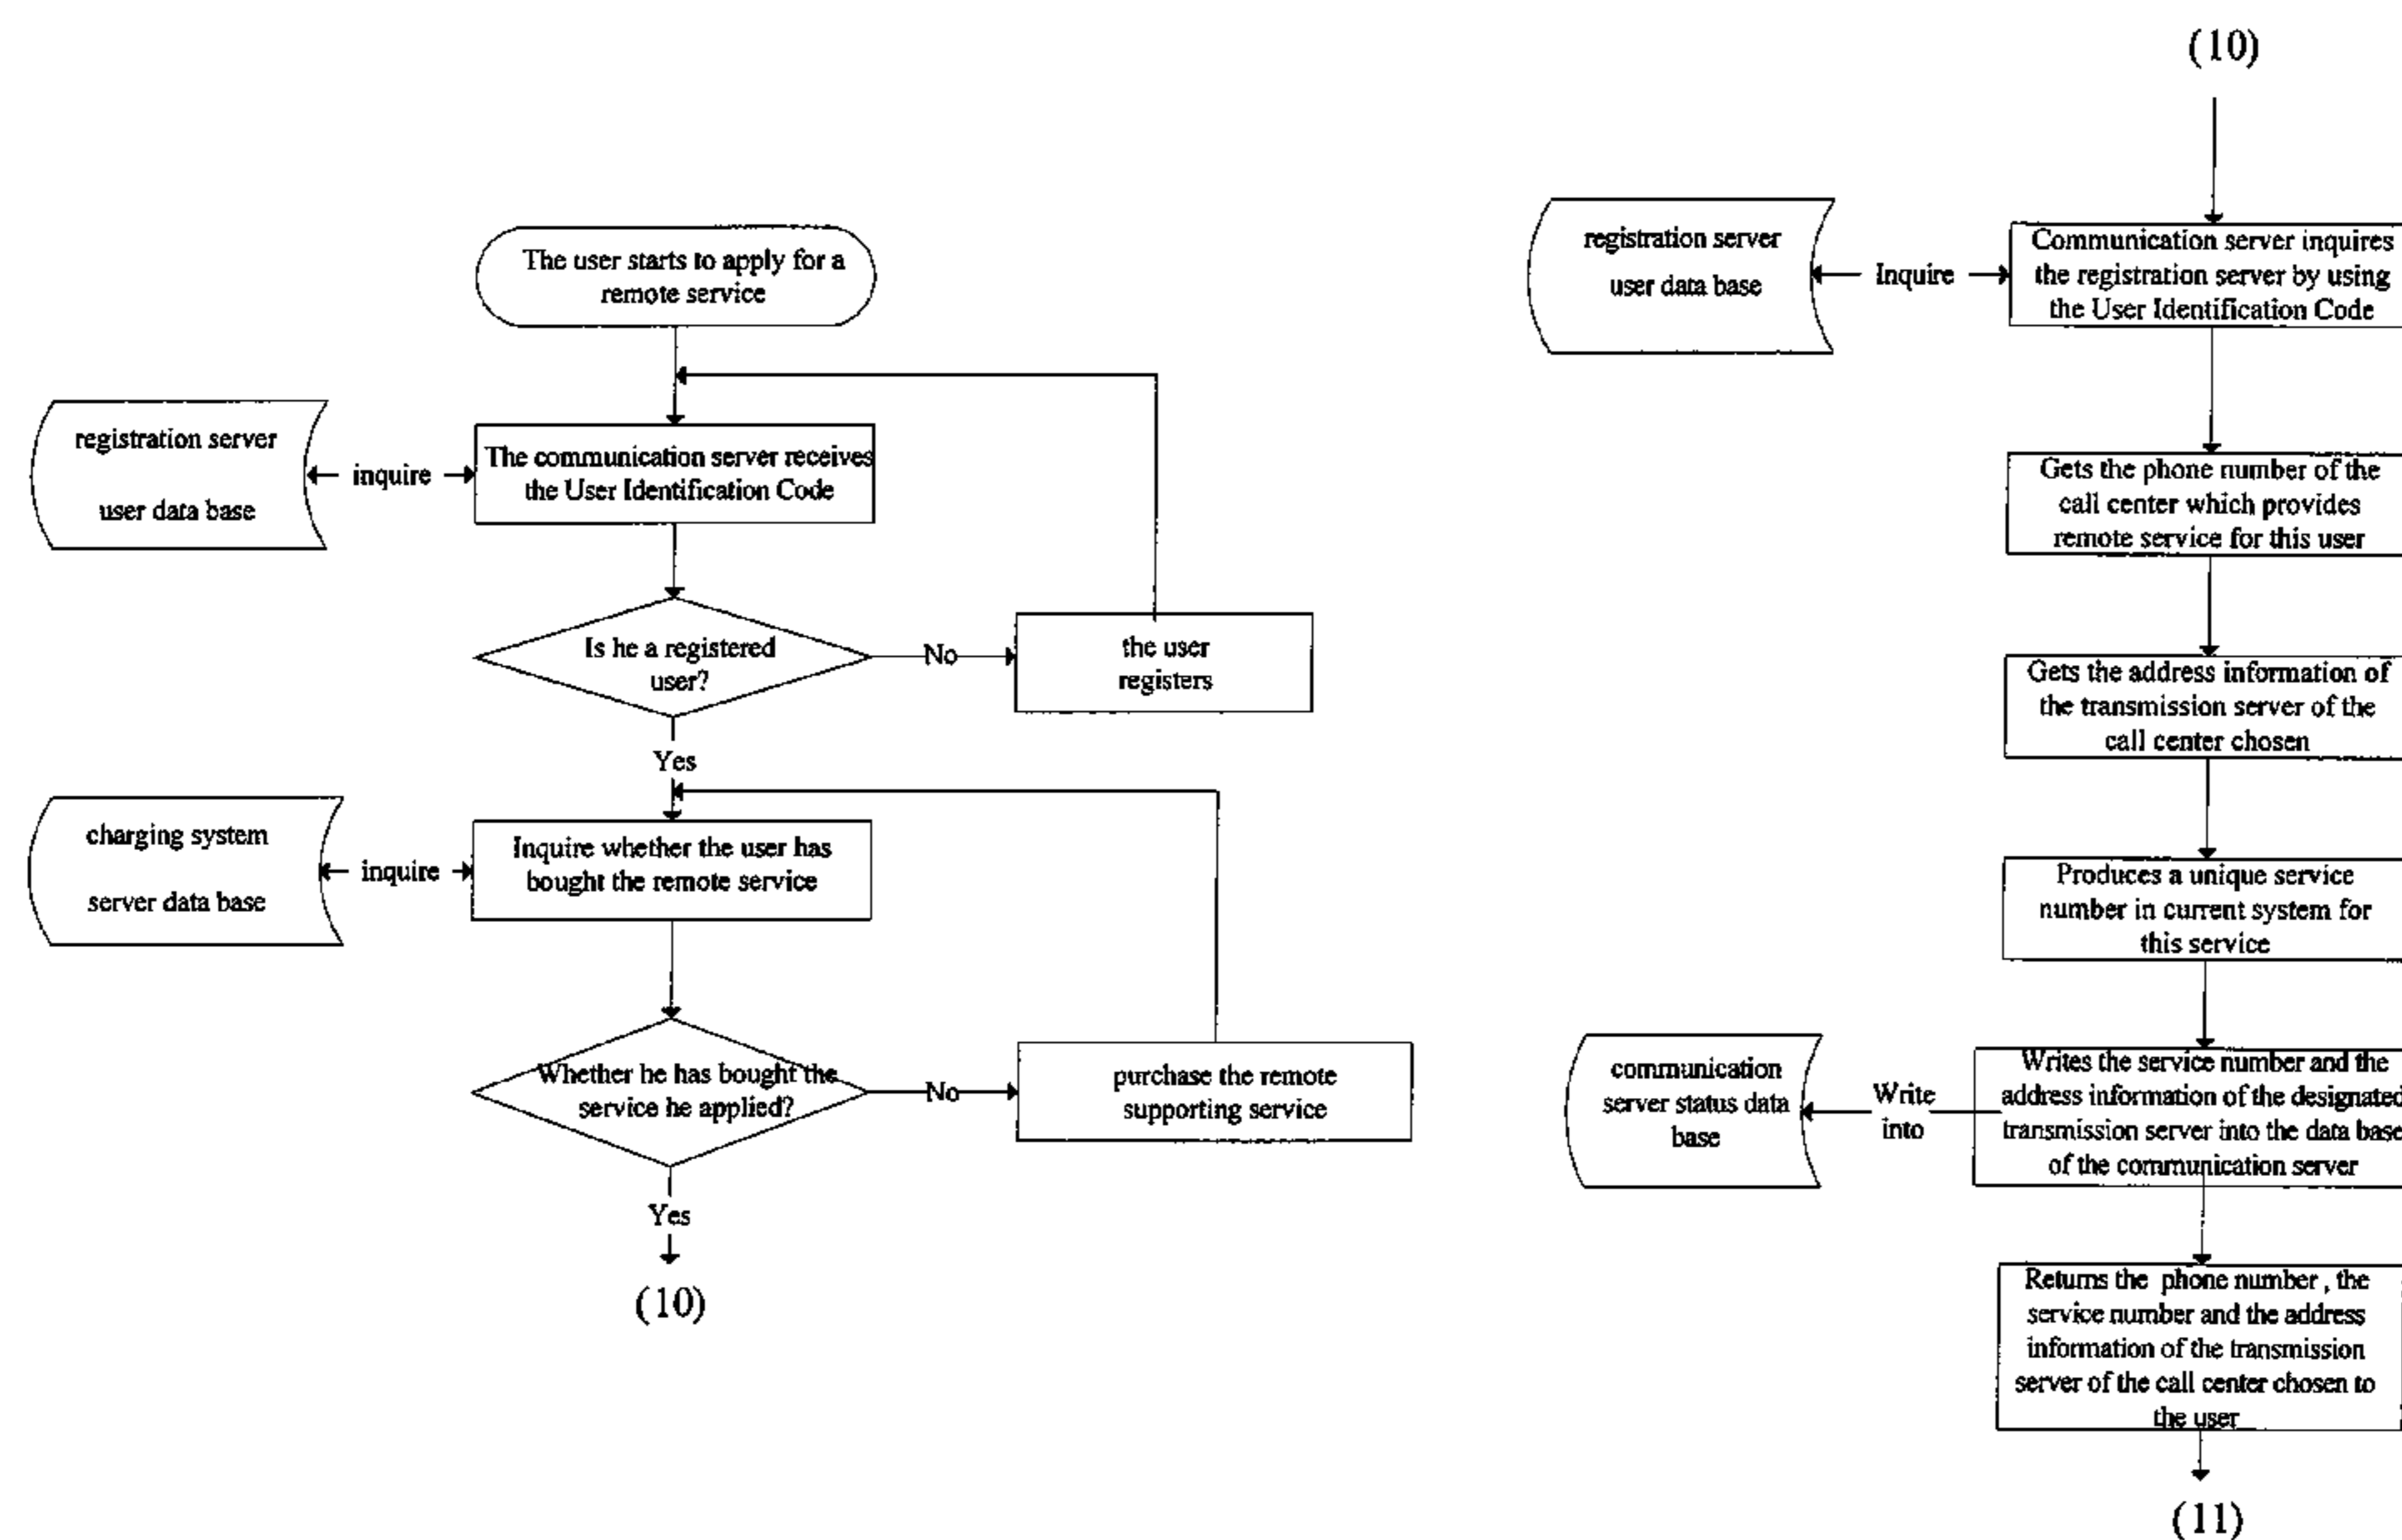 The user starts to apply for a
remote service
registration server
user data base
inquire
The communication server receives
the User Identification Code
Is he a registered
user?
No
the user
registers
Yes
charging system
server data base
inquire
Inquire whether the user has
bought the remote service
Whether he has bought the
service he applied?
No
purchase the remote
supporting service
Yes
(10)
(10)
registration server
user data base
Inquire
Communication server inquires
the registration server by using
the User Identification Code
Gets the phone number of the
call center which provides
remote service for this user
Gets the address information of
the transmission server of the
call center chosen
Produces a unique service
number in current system for
this service
communication
server status data
base
Write
into
Writes the service number and the
address information of the designated
transmission server into the data base
of the communication server
Returns the phone number , the
service number and the address
information of the transmission
server of the call center chosen to
the user
(11)